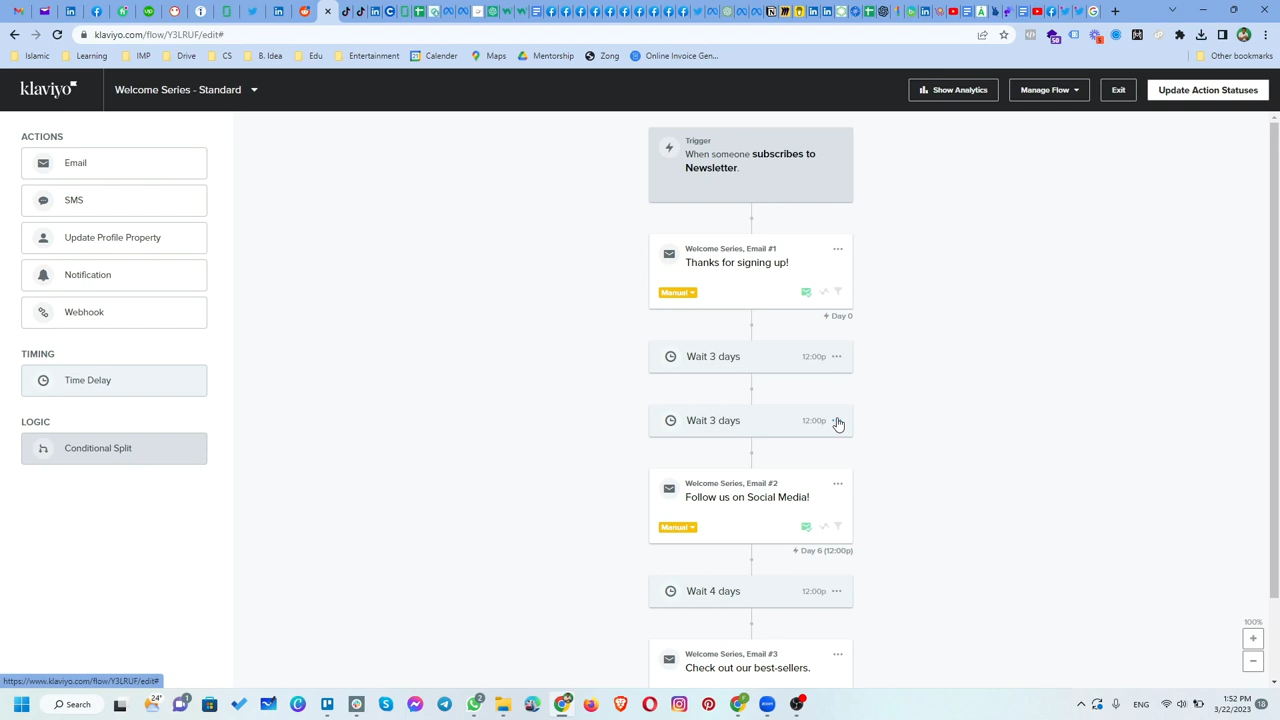 klaviyo.com/flow/Y3LRUF/edit#
Islamic
Learning
IMP
Drive
CS
B. Idea
Edu
Entertainment
Calender
Maps
Mentorship
Zong
Online Invoice Gen...
Other bookmarks
klaviyo
Welcome Series - Standard
Show Analytics
Manage Flow
Exit
Update Action Statuses
ACTIONS
Email
SMS
Update Profile Property
Notification
Webhook
TIMING
Time Delay
LOGIC
Conditional Split
Trigger
When someone subscribes to
Newsletter.
Welcome Series, Email #1
Thanks for signing up!
Manual
Day 0
Wait 3 days
12:00p
Wait 3 days
12:00p
Welcome Series, Email #2
Follow us on Social Media!
Manual
Day 6 (12:00p)
Wait 4 days
12:00p
Welcome Series, Email #3
Check out our best-sellers.
100%
https://www.klaviyo.com/flow/Y3LRUF/edit#
Search
ENG
1:52 PM
3/22/2023